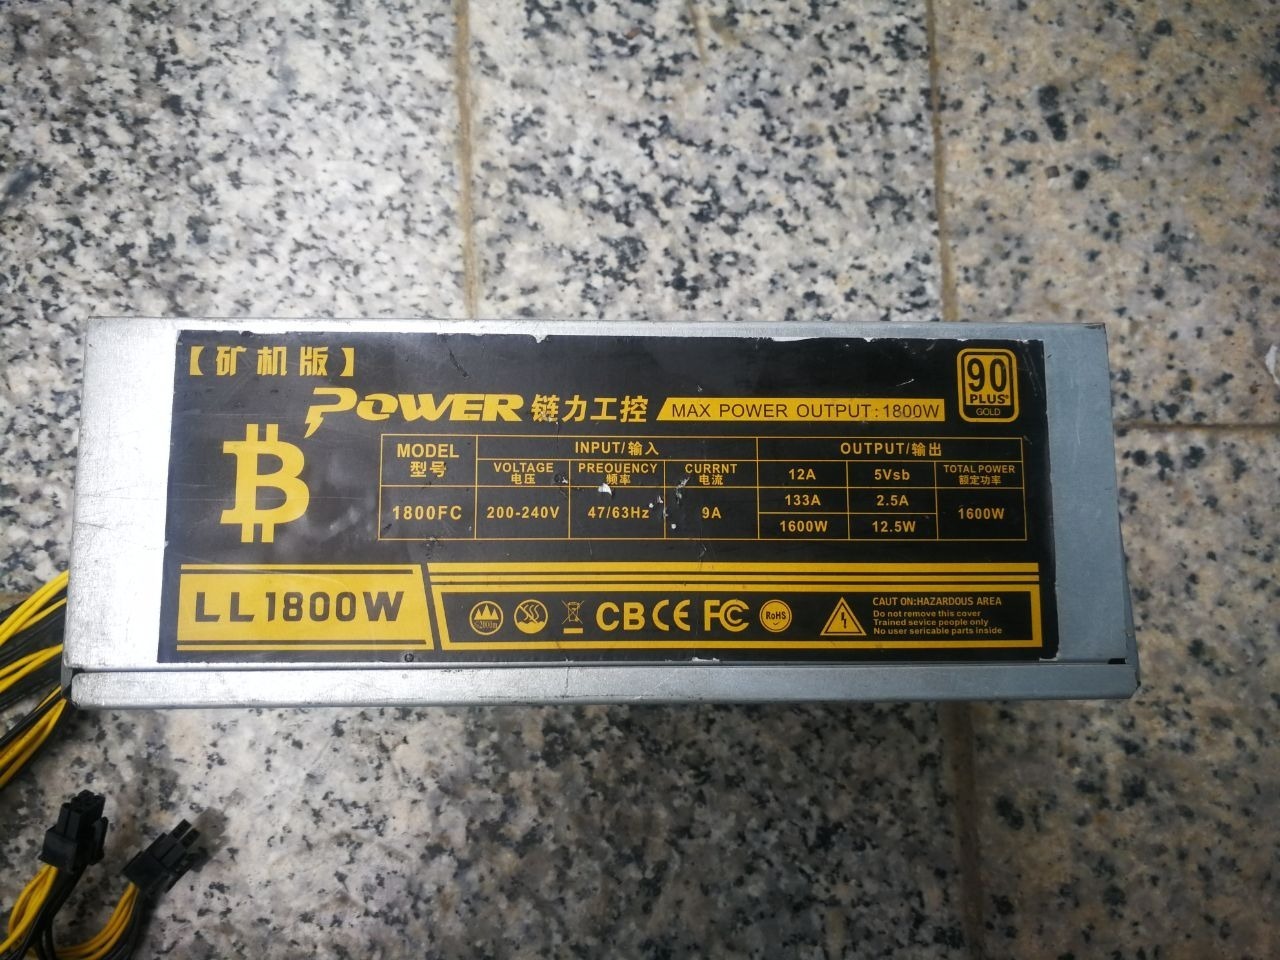 【矿机版】
POWER 链力工控 MAX POWER OUTPUT:1800W
90
PLUS
GOLD
MODEL
型号
INPUT/输入
OUTPUT/输出
VOLTAGE
电压
PREQUENCY
频率
CURRNT
电流
12A
5Vsb
TOTAL POWER
额定功率
1800FC
200-240V
47/63Hz
9A
133A
2.5A
1600W
1600W
12.5W
LL1800W
≤2000m
CB CE FC RoHS
CAUT ON:HAZARDOUS AREA
Do not remove this cover
Trained sevice people only
No user sericable parts inside